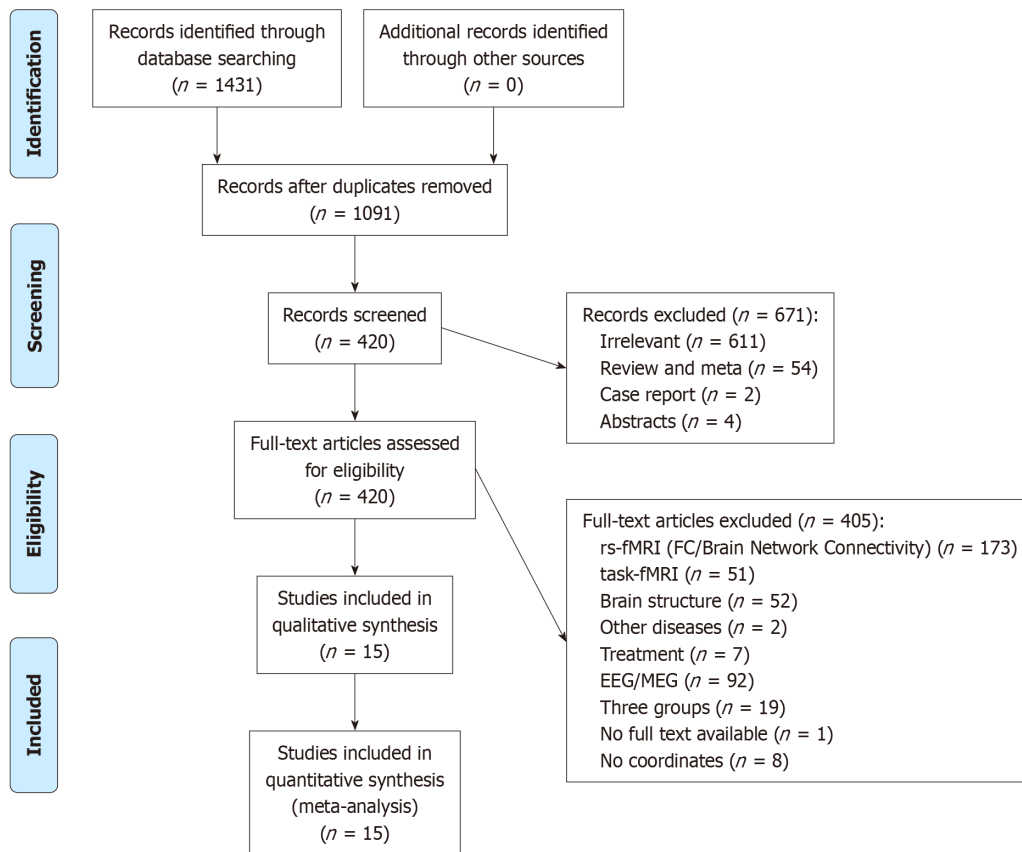 Identification
Records identified through
database searching
(n = 1431)
Additional records identified
through other sources
(n = 0)
Records after duplicates removed
(n = 1091)
Screening
Records screened
(n = 420)
Records excluded (n = 671):
Irrelevant (n = 611)
Review and meta (n = 54)
Case report (n = 2)
Abstracts (n = 4)
Eligibility
Full-text articles assessed
for eligibility
(n = 420)
Full-text articles excluded (n = 405):
rs-fMRI (FC/Brain Network Connectivity) (n = 173)
task-fMRI (n = 51)
Brain structure (n = 52)
Other diseases (n = 2)
Treatment (n = 7)
EEG/MEG (n = 92)
Three groups (n = 19)
No full text available (n = 1)
No coordinates (n = 8)
Studies included in
qualitative synthesis
(n = 15)
Included
Studies included in
quantitative synthesis
(meta-analysis)
(n = 15)